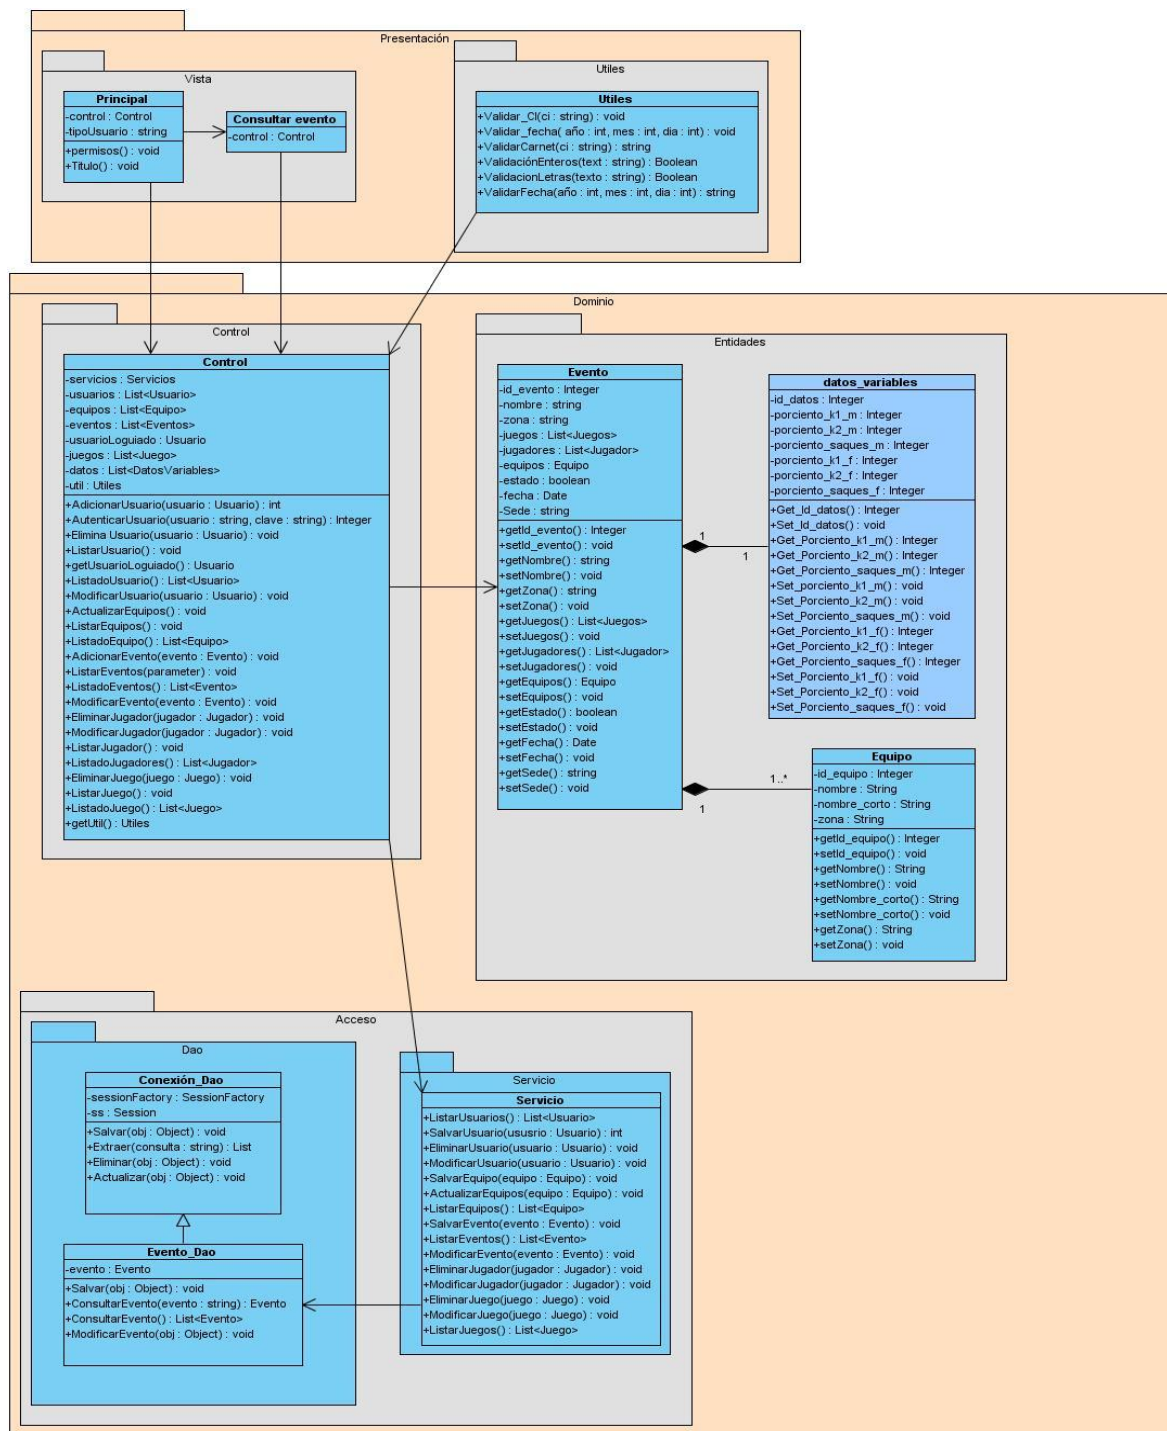 Presentación
Vista
Principal
-control : Control
-tipoUsuario : string
+permisos() : void
+Titulo() : void
Consultar evento
-control : Control
Utiles
Utiles
+Validar_CI(ci : string) : void
+Validar_fecha( año : int, mes : int, dia : int) : void
+ValidarCarnet(ci : string) : string
+ValidaciónEnteros(text : string) : Boolean
+ValidacionLetras(texto : string) : Boolean
+ValidarFecha(año : int, mes : int, dia : int) : string
Dominio
Control
Control
-servicios : Servicios
-usuarios : List<Usuario>
-equipos : List<Equipo>
-eventos : List<Eventos>
-usuarioLoguiado : Usuario
-juegos : List<Juego>
-datos : List<DatosVariables>
-util : Utiles
+AdicionarUsuario(usuario : Usuario) : int
+AutenticarUsuario(usuario : string, clave : string) : Integer
+Elimina Usuario(usuario : Usuario) : void
+ListarUsuario() : void
+getUsuarioLoguiado() : Usuario
+ListadoUsuario() : List<Usuario>
+ModificarUsuario(usuario : Usuario) : void
+ActualizarEquipos() : void
+ListarEquipos() : void
+ListadoEquipo() : List<Equipo>
+AdicionarEvento(evento : Evento) : void
+ListarEventos(parameter) : void
+ListadoEventos() : List<Evento>
+ModificarEvento(evento : Evento) : void
+EliminarJugador(jugador : Jugador) : void
+ModificarJugador(jugador : Jugador) : void
+ListarJugador() : void
+ListadoJugadores() : List<Jugador>
+EliminarJuego(juego : Juego) : void
+ListarJuego() : void
+ListadoJuego() : List<Juego>
+getUtil() : Utiles
Entidades
Evento
-id_evento : Integer
-nombre : string
-zona : string
-juegos : List<Juegos>
-jugadores : List<Jugador>
-equipos : Equipo
-estado : boolean
-fecha : Date
-Sede : string
+getId_evento() : Integer
+setId_evento() : void
+getNombre() : string
+setNombre() : void
+getZona() : string
+setZona() : void
+getJuegos() : List<Juegos>
+setJuegos() : void
+getJugadores() : List<Jugador>
+setJugadores() : void
+getEquipos() : Equipo
+setEquipos() : void
+getEstado() : boolean
+setEstado() : void
+getFecha() : Date
+setFecha() : void
+getSede() : string
+setSede() : void
1
1
datos_variables
-id_datos : Integer
-porciento_k1_m : Integer
-porciento_k2_m : Integer
-porciento_saques_m : Integer
-porciento_k1_f : Integer
-porciento_k2_f : Integer
-porciento_saques_f : Integer
+Get_Id_datos() : Integer
+Set_Id_datos() : void
+Get_Porciento_k1_m() : Integer
+Get_Porciento_k2_m() : Integer
+Get_Porciento_saques_m() : Integer
+Set_porciento_k1_m() : void
+Set_Porciento_k2_m() : void
+Set_Porciento_saques_m() : void
+Get_Porciento_k1_f() : Integer
+Get_Porciento_k2_f() : Integer
+Get_Porciento_saques_f() : Integer
+Set_Porciento_k1_f() : void
+Set_Porciento_k2_f() : void
+Set_Porciento_saques_f() : void
1..*
1
Equipo
-id_equipo : Integer
-nombre : String
-nombre_corto : String
-zona : String
+getId_equipo() : Integer
+setId_equipo() : void
+getNombre() : String
+setNombre() : void
+getNombre_corto() : String
+setNombre_corto() : void
+getZona() : String
+setZona() : void
Acceso
Dao
Conexión_Dao
-sessionFactory : SessionFactory
-ss : Session
+Salvar(obj : Object) : void
+Extraer(consulta : string) : List
+Eliminar(obj : Object) : void
+Actualizar(obj : Object) : void
Evento_Dao
-evento : Evento
+Salvar(obj : Object) : void
+ConsultarEvento(evento : string) : Evento
+ConsultarEvento() : List<Evento>
+ModificarEvento(obj : Object) : void
Servicio
Servicio
+ListarUsuarios() : List<Usuario>
+SalvarUsuario(ususrio : Usuario) : int
+EliminarUsuario(usuario : Usuario) : void
+ModificarUsuario(usuario : Usuario) : void
+SalvarEquipo(equipo : Equipo) : void
+ActualizarEquipos(equipo : Equipo) : void
+ListarEquipos() : List<Equipo>
+SalvarEvento(evento : Evento) : void
+ListarEventos() : List<Evento>
+ModificarEvento(evento : Evento) : void
+EliminarJugador(jugador : Jugador) : void
+ModificarJugador(jugador : Jugador) : void
+EliminarJuego(juego : Juego) : void
+ModificarJuego(juego : Juego) : void
+ListarJuegos() : List<Juego>